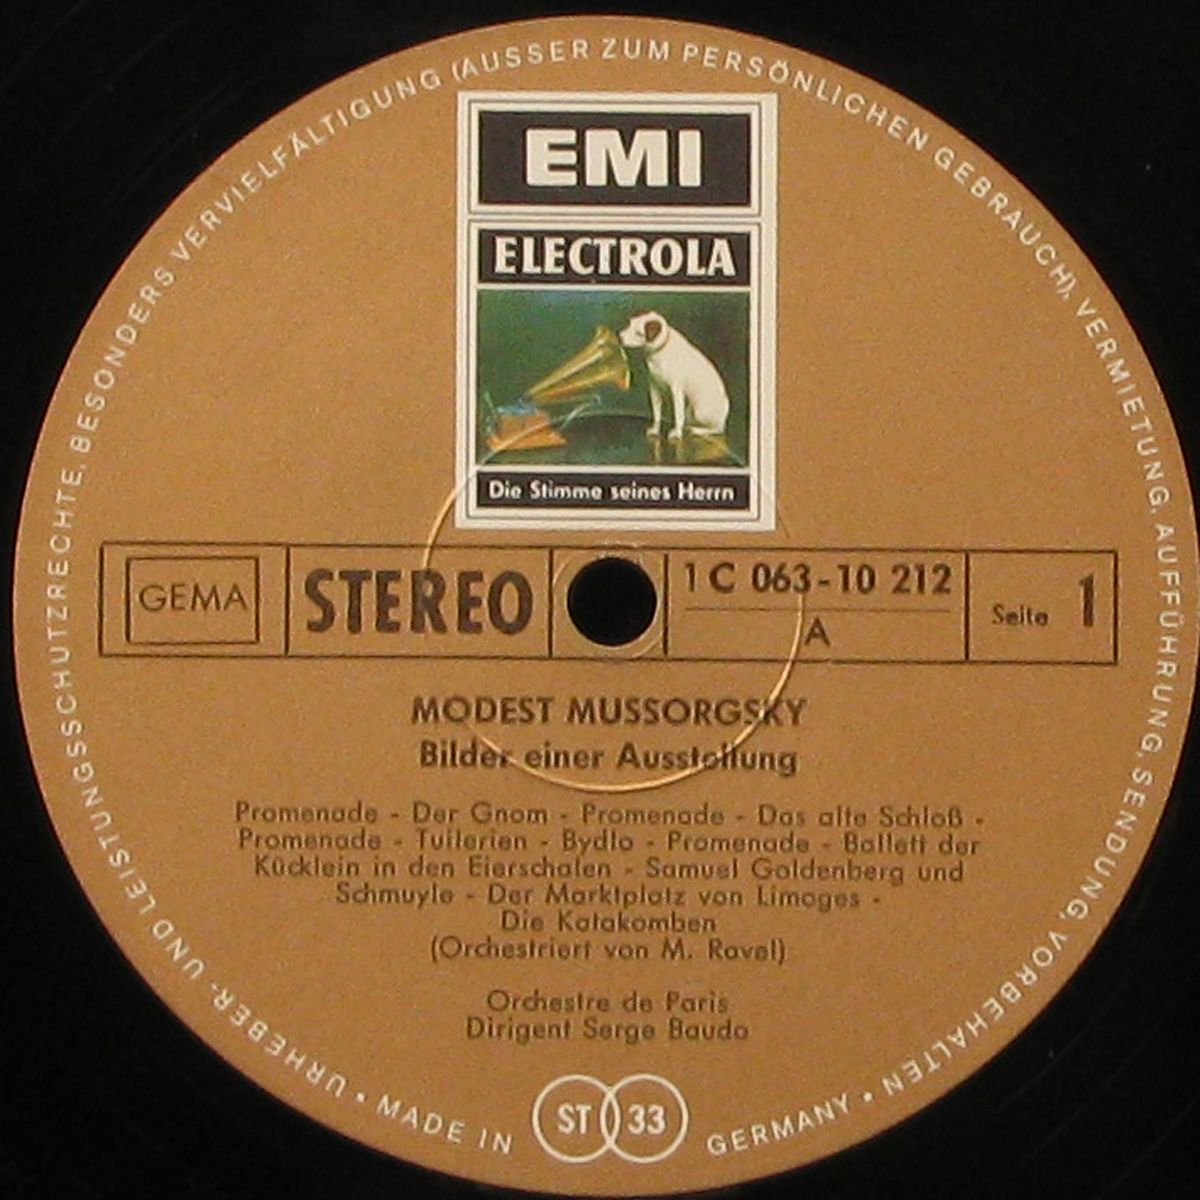 URHEBER- UND LEISTUNGSSCHUTZRECHTE, BESONDERS VERVIELFÄLTIGUNG (AUSSER ZUM PERSÖNLICHEN GEBRAUCH), VERMIETUNG, AUFFÜHRUNG, SENDUNG, VORBEHALTEN •
EMI
ELECTROLA
Die Stimme seines Herrn
GEMA
STEREO
1 C 063-10 212
A
Seite 1
MODEST MUSSORGSKY
Bilder einer Ausstellung
Promenade - Der Gnom - Promenade - Das alte Schloß -
Promenade - Tuilerien - Bydlo - Promenade - Ballett der
Kücklein in den Eierschalen - Samuel Goldenberg und
Schmuyle - Der Marktplatz von Limoges -
Die Katakomben
(Orchestriert von M. Ravel)
Orchestre de Paris
Dirigent Serge Baudo
• MADE IN GERMANY
ST 33